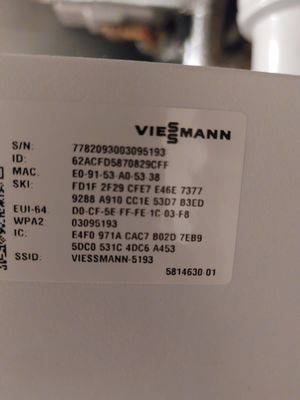 VIESSMANN
S/N: 7782093003095193
ID: 62ACFD5870829CFF
MAC: E0-91-53-A0-53-38
SKI: FD1F 2F29 CFE7 E46E 7377
9288 A910 CC1E 53D7 B3ED
EUI-64: D0-CF-5E-FF-FE-1C-03-F8
WPA2: 03095193
IC: E4F0 971A CAC7 B02D 7EB9
5DC0 531C 4DC6 A453
SSID: VIESSMANN-5193
5814630 01